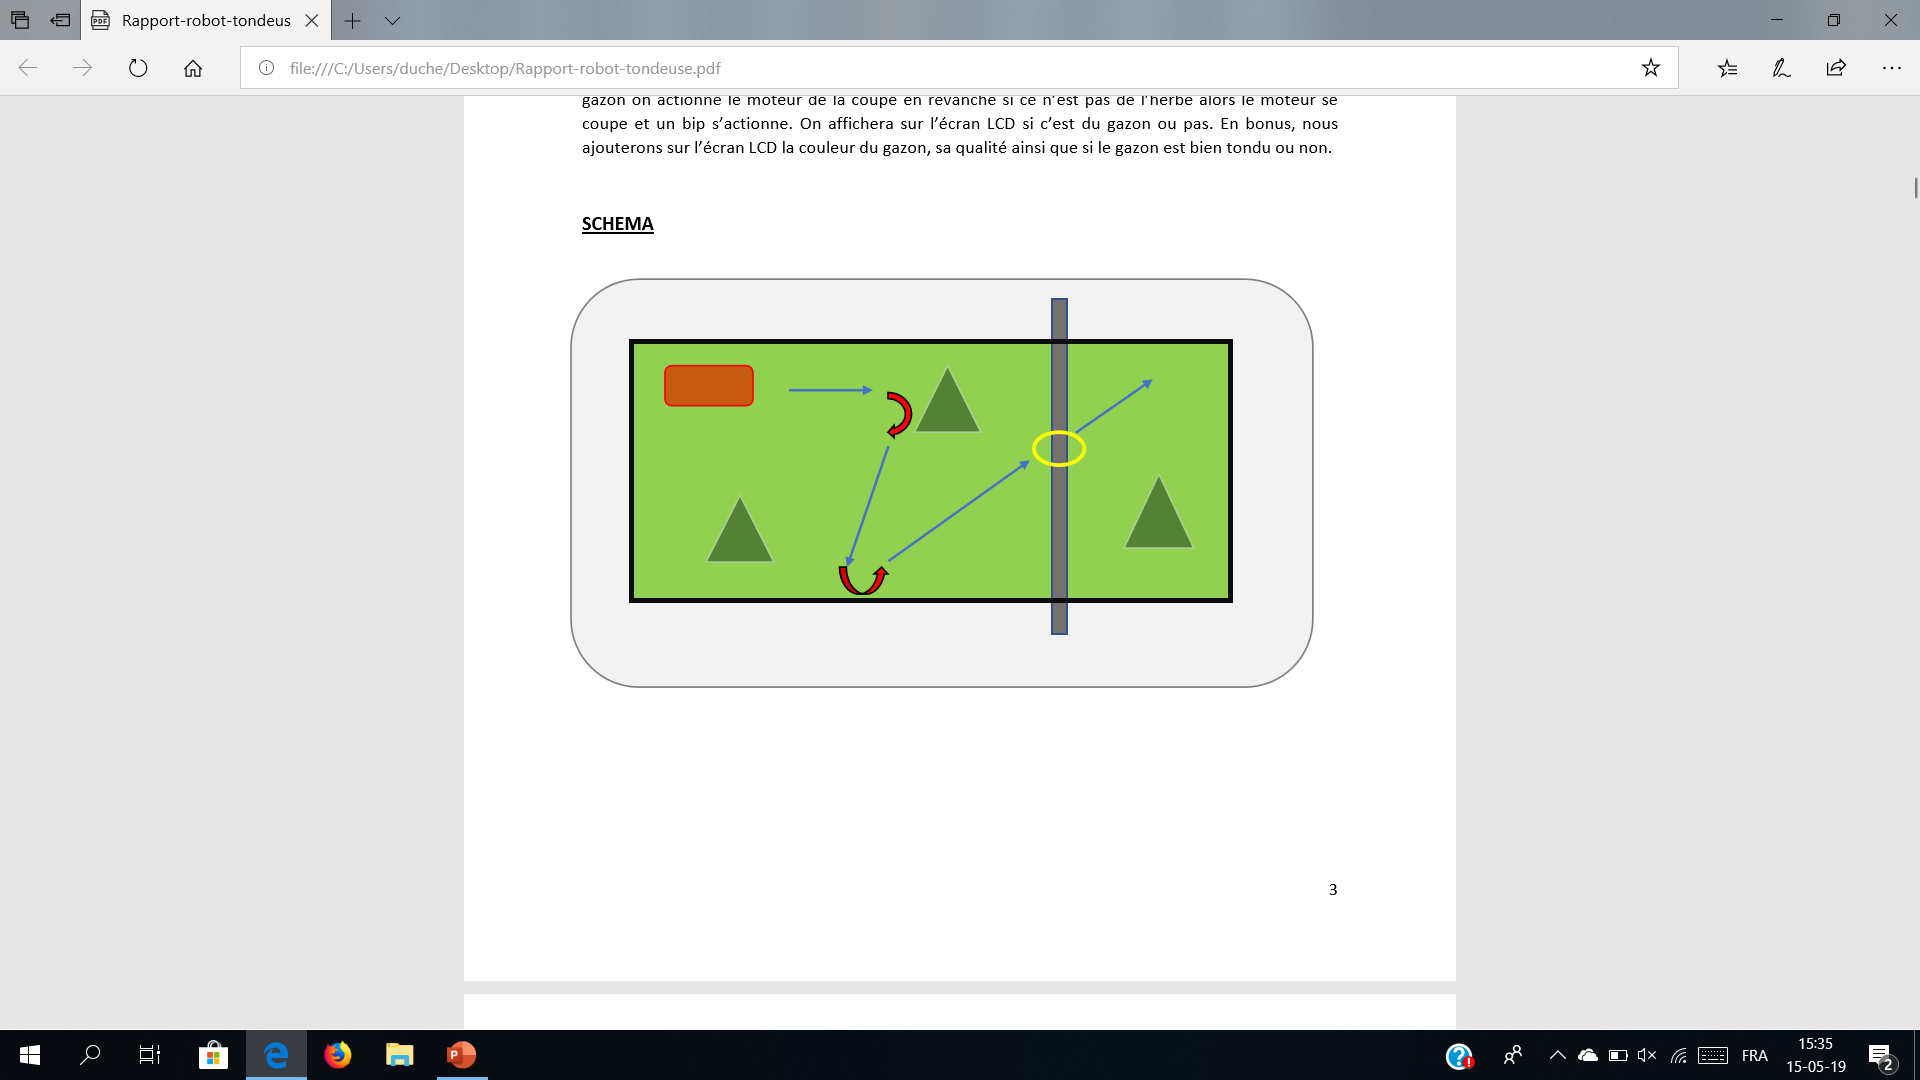 Rapport-robot-tondeus
file:///C:/Users/duche/Desktop/Rapport-robot-tondeuse.pdf
gazon on actionne le moteur de la coupe en revanche si ce n’est pas de l’herbe alors le moteur se
coupe et un bip s’actionne. On affichera sur l’écran LCD si c’est du gazon ou pas. En bonus, nous
ajouterons sur l’écran LCD la couleur du gazon, sa qualité ainsi que si le gazon est bien tondu ou non.
SCHEMA
3
FRA
15:35
15-05-19
2